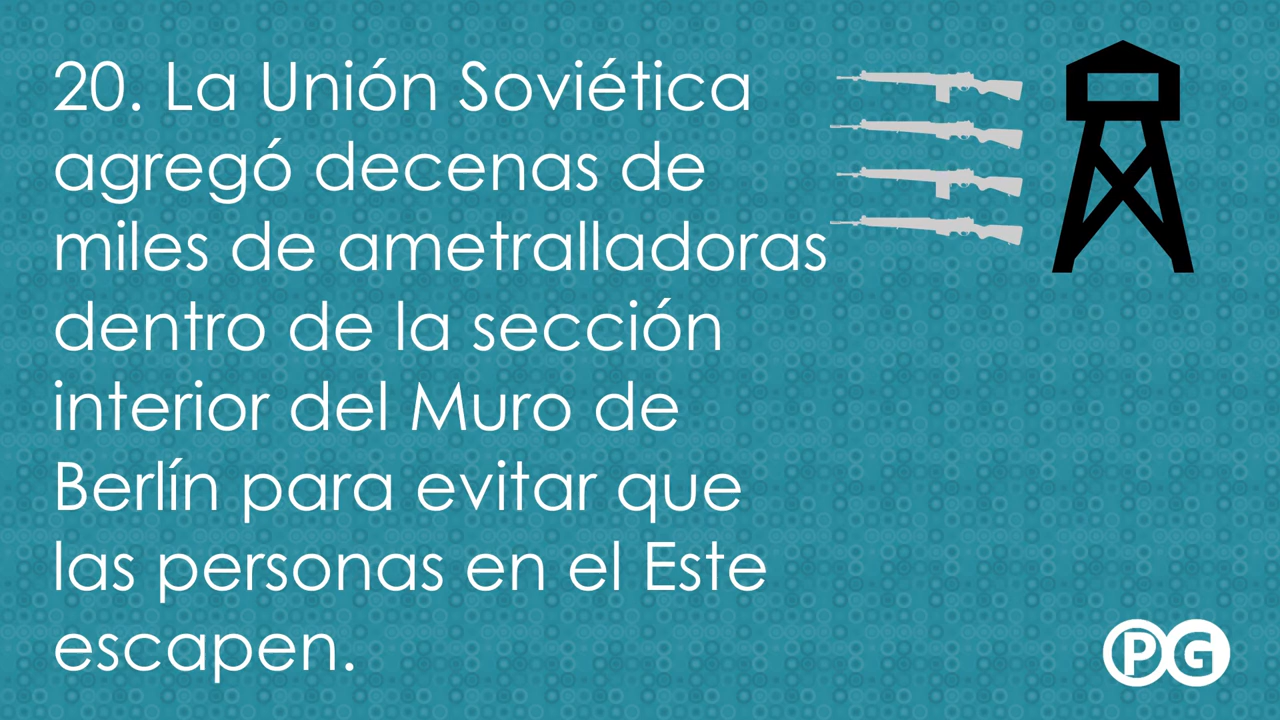 20. La Unión Soviética
agregó decenas de
miles de ametralladoras
dentro de la sección
interior del Muro de
Berlín para evitar que
las personas en el Este
escapen.
PG